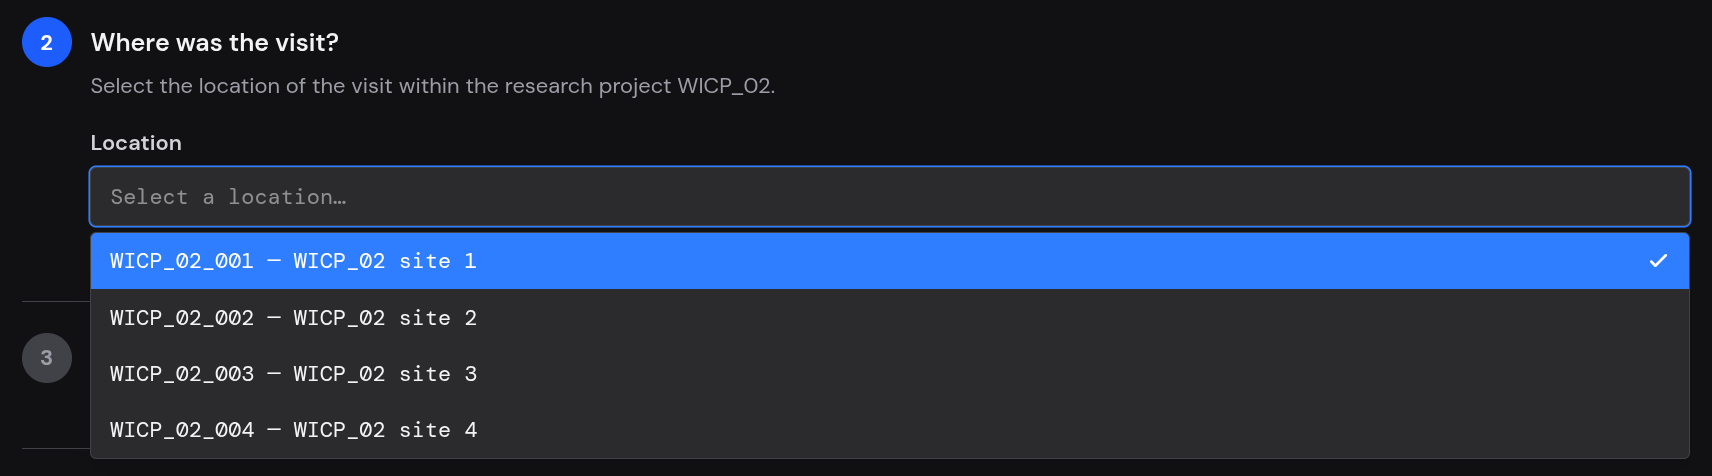 2
Where was the visit?
Select the location of the visit within the research project WICP_02.
Location
Select a location…
WICP_02_001 — WICP_02 site 1
WICP_02_002 — WICP_02 site 2
3
WICP_02_003 — WICP_02 site 3
WICP_02_004 — WICP_02 site 4